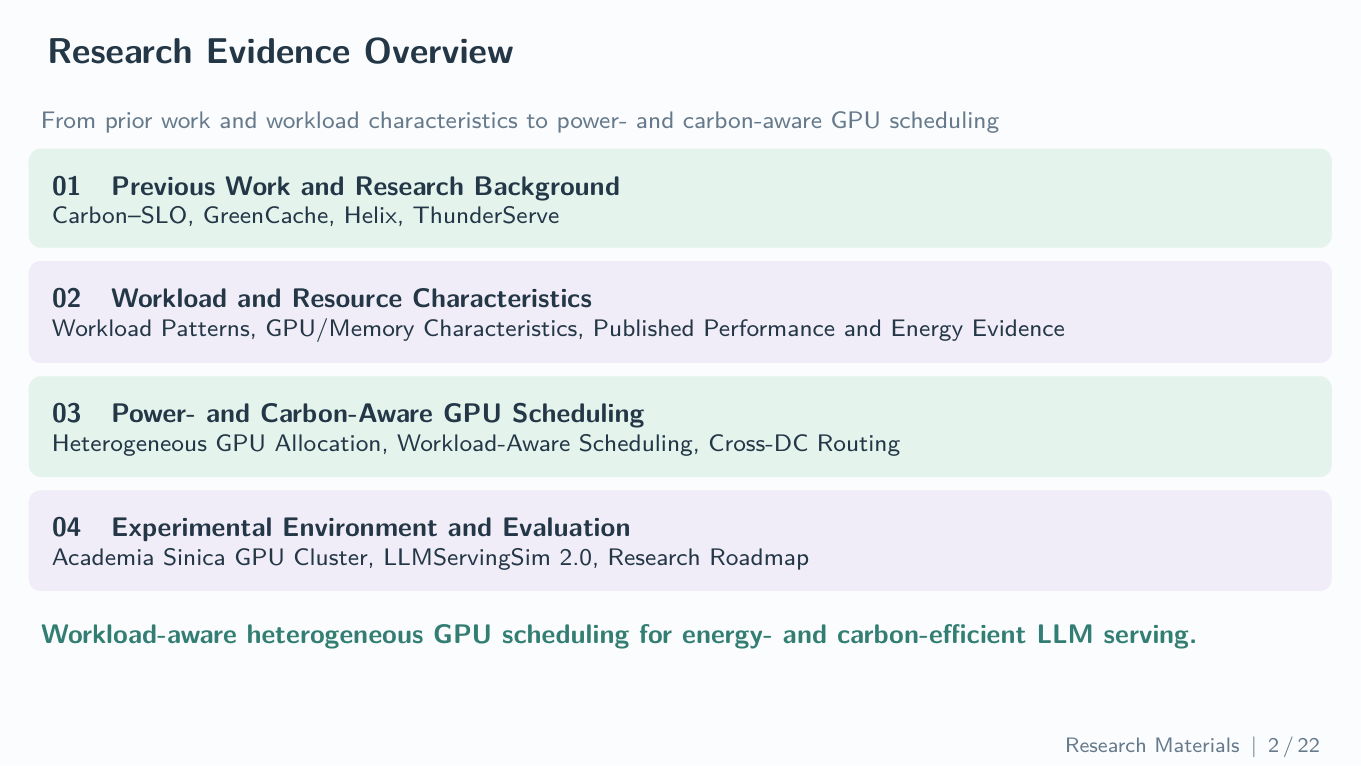 Research Evidence Overview
From prior work and workload characteristics to power- and carbon-aware GPU scheduling
01 Previous Work and Research Background
Carbon–SLO, GreenCache, Helix, ThunderServe
02 Workload and Resource Characteristics
Workload Patterns, GPU/Memory Characteristics, Published Performance and Energy Evidence
03 Power- and Carbon-Aware GPU Scheduling
Heterogeneous GPU Allocation, Workload-Aware Scheduling, Cross-DC Routing
04 Experimental Environment and Evaluation
Academia Sinica GPU Cluster, LLMServingSim 2.0, Research Roadmap
Workload-aware heterogeneous GPU scheduling for energy- and carbon-efficient LLM serving.
Research Materials | 2 / 22